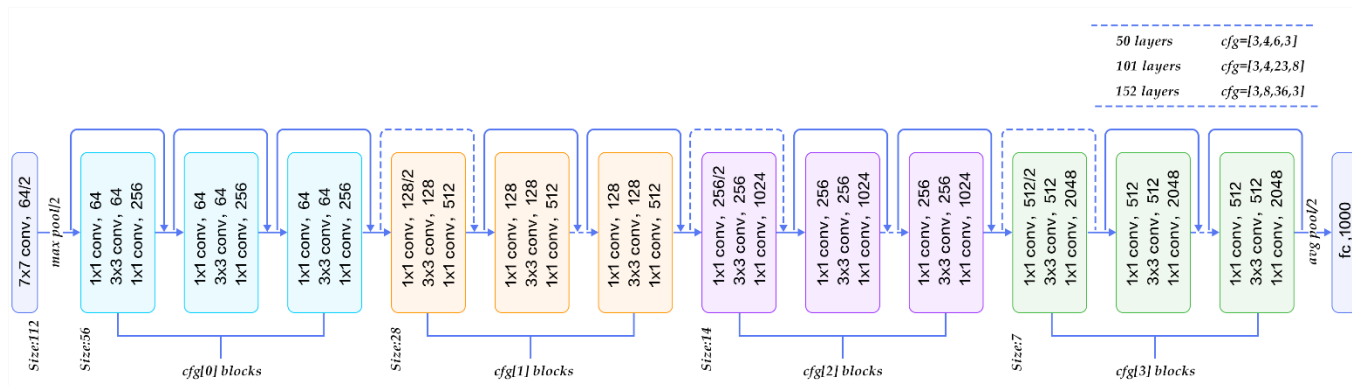 50 layers cfg=[3,4,6,3]
101 layers cfg=[3,4,23,8]
152 layers cfg=[3,8,36,3]
7x7 conv, 64/2
max pool/2
1x1 conv, 64
3x3 conv, 64
1x1 conv, 256
1x1 conv, 64
3x3 conv, 64
1x1 conv, 256
1x1 conv, 64
3x3 conv, 64
1x1 conv, 256
1x1 conv, 128/2
3x3 conv, 128
1x1 conv, 512
1x1 conv, 128
3x3 conv, 128
1x1 conv, 512
1x1 conv, 128
3x3 conv, 128
1x1 conv, 512
1x1 conv, 256/2
3x3 conv, 256
1x1 conv, 1024
1x1 conv, 256
3x3 conv, 256
1x1 conv, 1024
1x1 conv, 256
3x3 conv, 256
1x1 conv, 1024
1x1 conv, 512/2
3x3 conv, 512
1x1 conv, 2048
1x1 conv, 512
3x3 conv, 512
1x1 conv, 2048
1x1 conv, 512
3x3 conv, 512
1x1 conv, 2048
avg pool/2
fc ,1000
Size:112
Size:56
cfg[0] blocks
Size:28
cfg[1] blocks
Size:14
cfg[2] blocks
Size:7
cfg[3] blocks